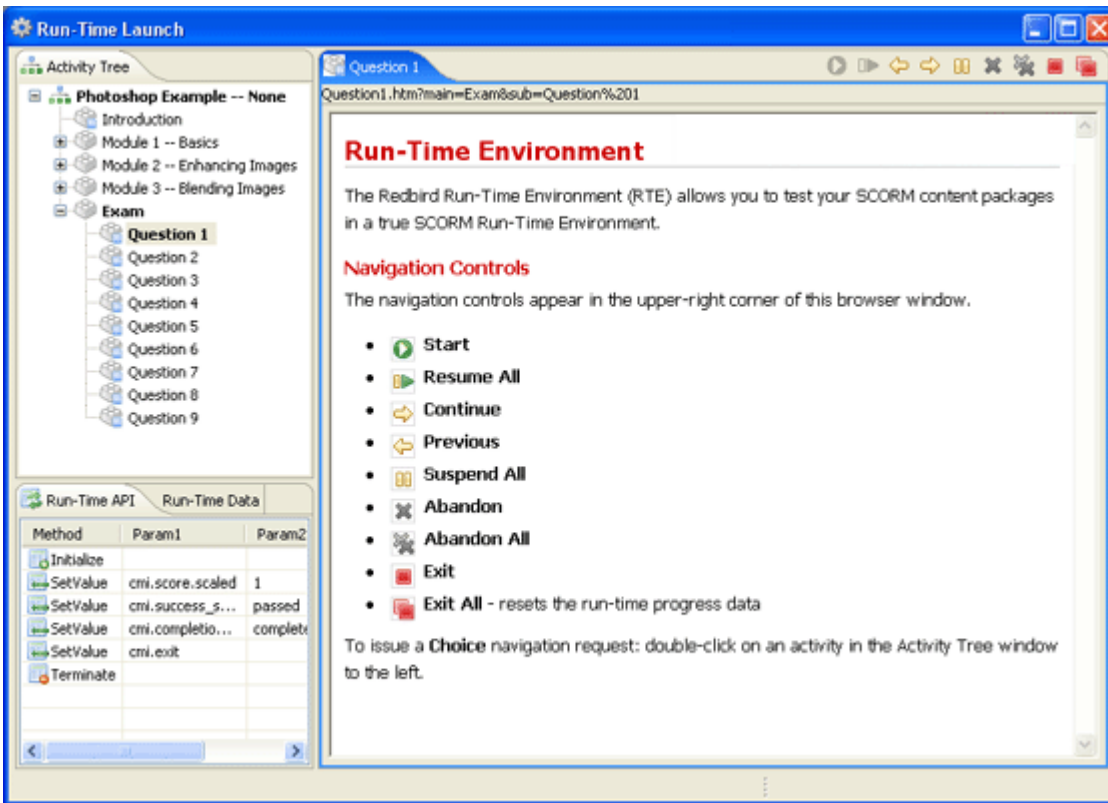 Run-Time Launch
Activity Tree
Photoshop Example -- None
Introduction
Module 1 -- Basics
Module 2 -- Enhancing Images
Module 3 -- Blending Images
Exam
Question 1
Question 2
Question 3
Question 4
Question 5
Question 6
Question 7
Question 8
Question 9
Run-Time API Run-Time Data
Method Param1 Param2
Initialize
SetValue cmi.score.scaled 1
SetValue cmi.success_s... passed
SetValue cmi.completio... complete
SetValue cmi.exit
Terminate
Question 1
Question1.htm?main=Exam&sub=Question%201
Run-Time Environment
The Redbird Run-Time Environment (RTE) allows you to test your SCORM content packages
in a true SCORM Run-Time Environment.
Navigation Controls
The navigation controls appear in the upper-right corner of this browser window.
• Start
• Resume All
• Continue
• Previous
• Suspend All
• Abandon
• Abandon All
• Exit
• Exit All - resets the run-time progress data
To issue a Choice navigation request: double-click on an activity in the Activity Tree window
to the left.